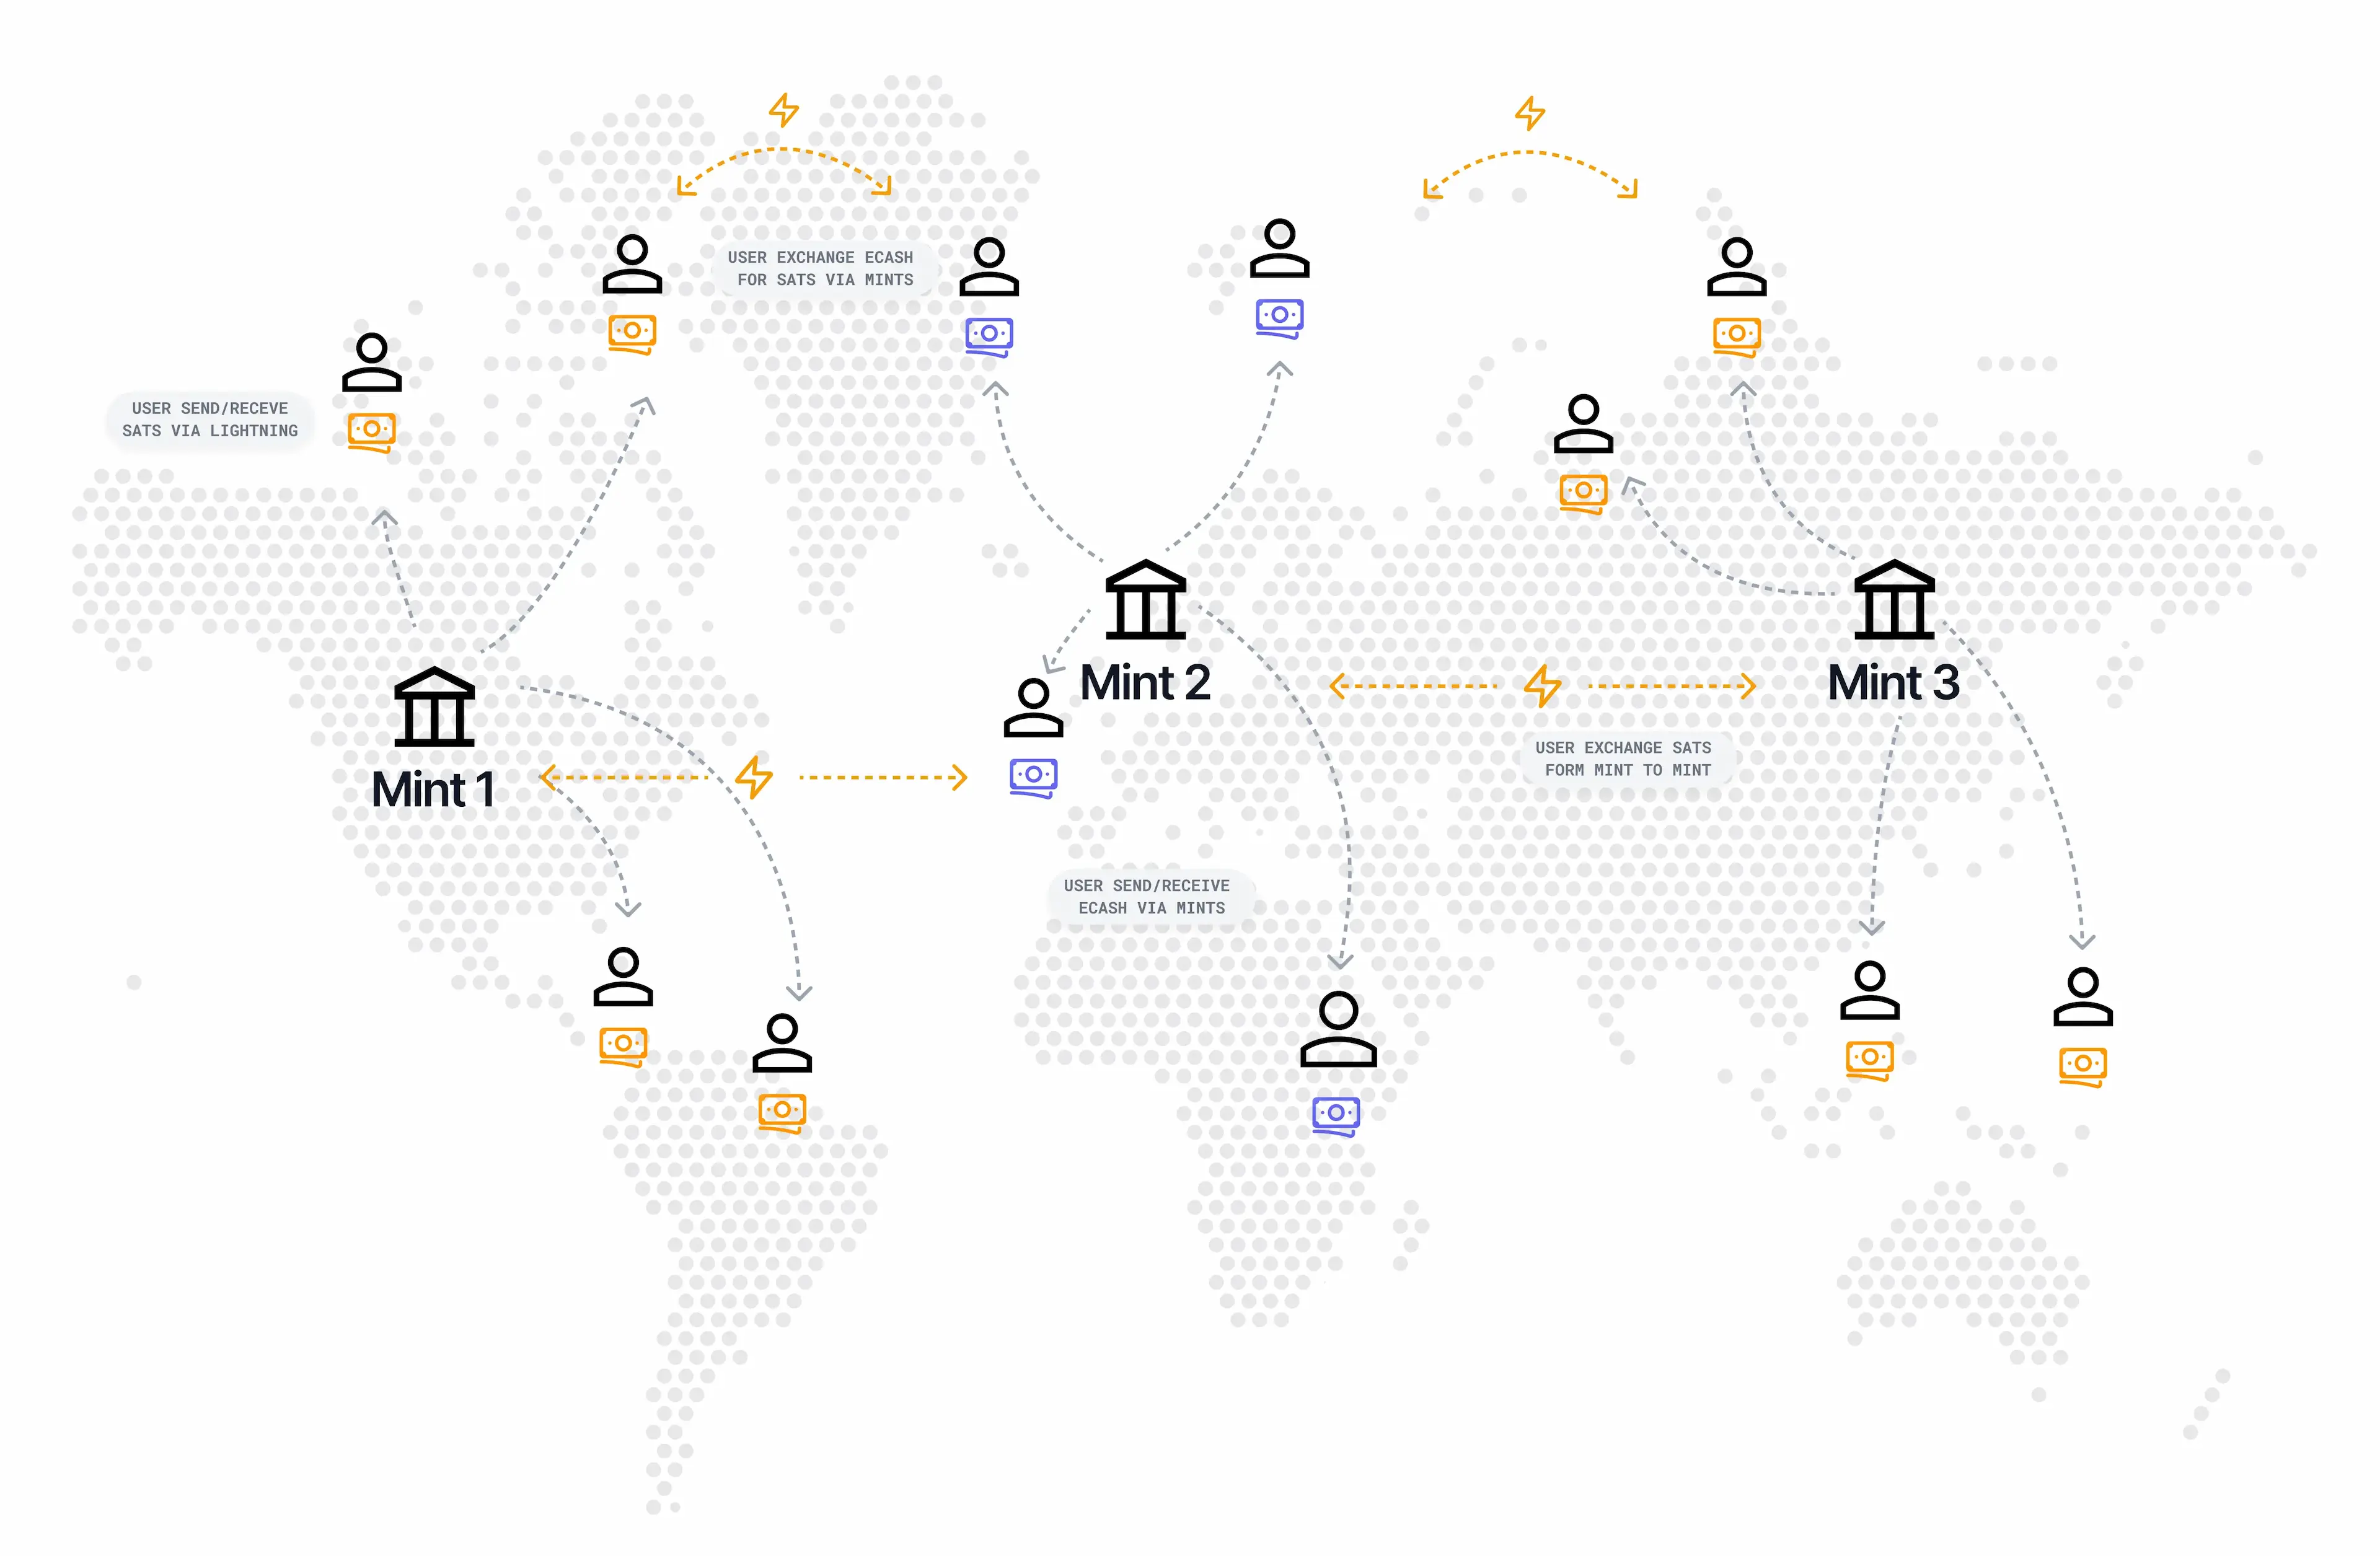 USER EXCHANGE ECASH
FOR SATS VIA MINTS
USER SEND/RECEVE
SATS VIA LIGHTNING
Mint 1
Mint 2
Mint 3
USER EXCHANGE SATS
FORM MINT TO MINT
USER SEND/RECEIVE
ECASH VIA MINTS